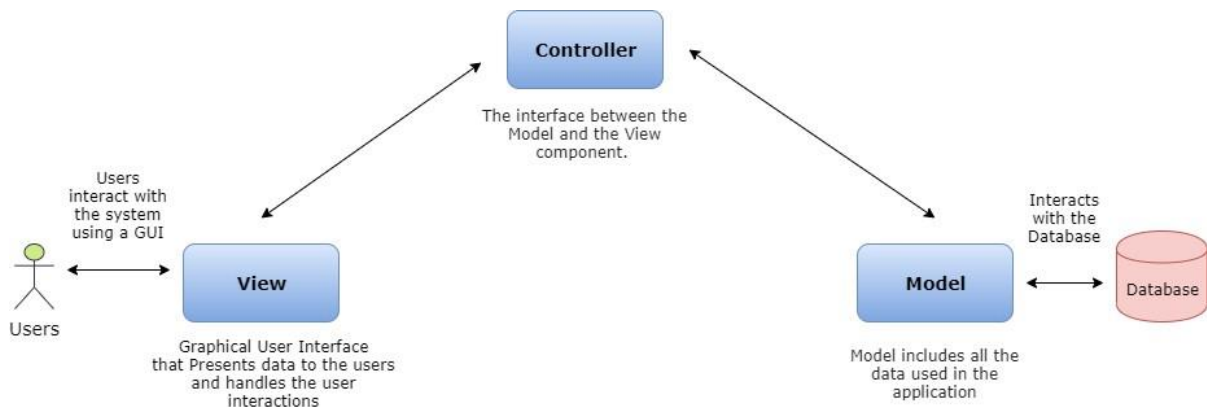 Controller
The interface between the
Model and the View
component.
Users
interact with
the system
using a GUI
Users
View
Graphical User Interface
that Presents data to the users
and handles the user
interactions
Model
Model includes all the
data used in the
application
Interacts
with the
Database
Database